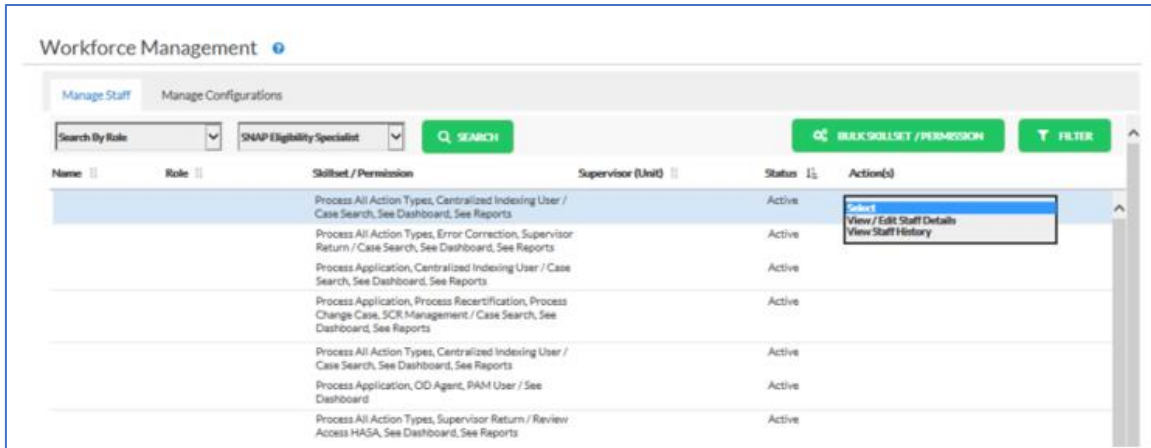 Workforce Management
Manage Staff Manage Configurations
Search By Role SNAP Eligibility Specialist SEARCH BULK SKILLSET / PERMISSION FILTER
Name Role Skillset / Permission Supervisor (Unit) Status Action(s)
Process All Action Types, Centralized Indexing User / Active Select
Case Search, See Dashboard, See Reports View / Edit Staff Details
View Staff History
Process All Action Types, Error Correction, Supervisor Active
Return / Case Search, See Dashboard, See Reports
Process Application, Centralized Indexing User / Case Active
Search, See Dashboard, See Reports
Process Application, Process Recertification, Process Active
Change Case, SCR Management / Case Search, See
Dashboard, See Reports
Process All Action Types, Centralized Indexing User / Active
Case Search, See Dashboard, See Reports
Process Application, OD Agent, PAM User / See Active
Dashboard
Process All Action Types, Supervisor Return / Review Active
Access HASA, See Dashboard, See Reports